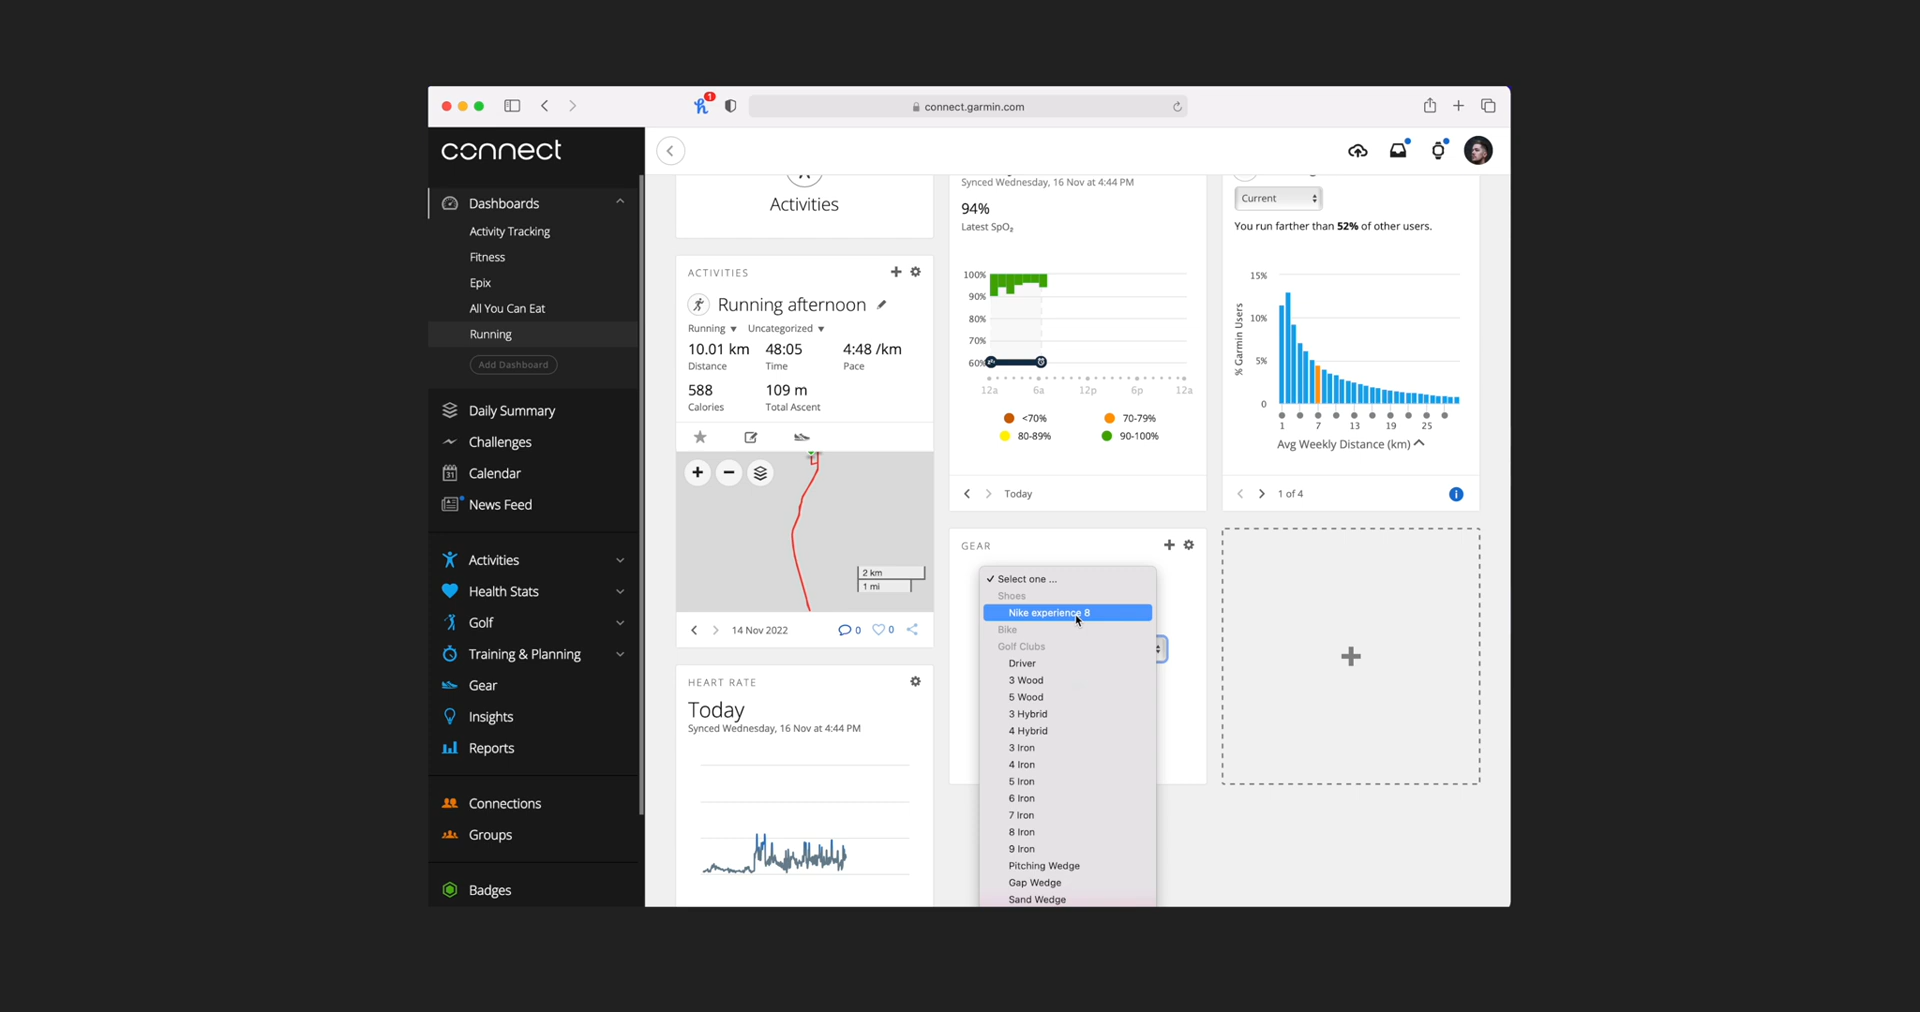 1
connect.garmin.com
connect
Dashboards
Activity Tracking
Fitness
Epix
All You Can Eat
Running
Add Dashboard
Daily Summary
Challenges
31
Calendar
News Feed
Activities
Health Stats
Golf
Training & Planning
Gear
Insights
Reports
Connections
Groups
Badges
Activities
ACTIVITIES
Running afternoon
Running Uncategorized
10.01 km 48:05 4:48 /km
Distance Time Pace
588 109 m
Calories Total Ascent
2 km
1 mi
14 Nov 2022
0 0
HEART RATE
Today
Synced Wednesday, 16 Nov at 4:44 PM
Synced Wednesday, 16 Nov at 4:44 PM
94%
Latest SpO₂
100%
90%
80%
70%
60%
12a 6a 12p 6p 12a
<70% 70-79%
80-89% 90-100%
Today
GEAR
✓ Select one ...
Shoes
Nike experience 8
Bike
Golf Clubs
Driver
3 Wood
5 Wood
3 Hybrid
4 Hybrid
3 Iron
4 Iron
5 Iron
6 Iron
7 Iron
8 Iron
9 Iron
Pitching Wedge
Gap Wedge
Sand Wedge
Current
You run farther than 52% of other users.
% Garmin Users
15%
10%
5%
0
1 7 13 19 25
Avg Weekly Distance (km)
1 of 4